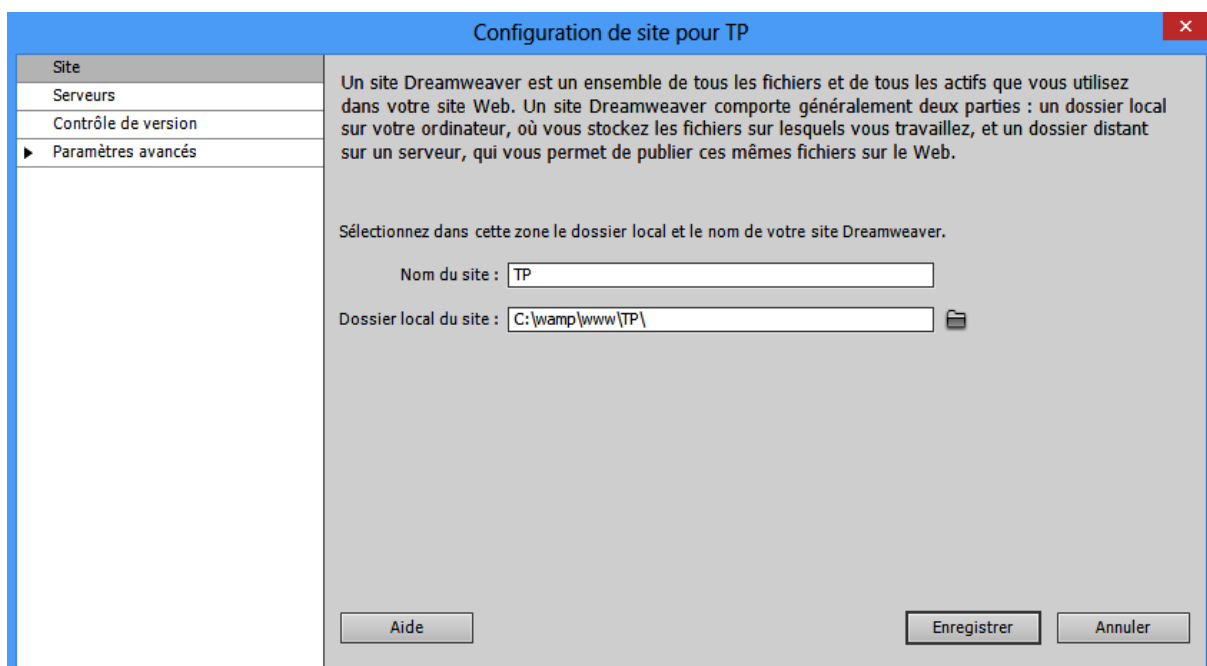 Configuration de site pour TP
Site
Serveurs
Contrôle de version
Paramètres avancés
Un site Dreamweaver est un ensemble de tous les fichiers et de tous les actifs que vous utilisez
dans votre site Web. Un site Dreamweaver comporte généralement deux parties : un dossier local
sur votre ordinateur, où vous stockez les fichiers sur lesquels vous travaillez, et un dossier distant
sur un serveur, qui vous permet de publier ces mêmes fichiers sur le Web.
Sélectionnez dans cette zone le dossier local et le nom de votre site Dreamweaver.
Nom du site : TP
Dossier local du site : C:\wamp\www\TP\
Aide Enregistrer Annuler